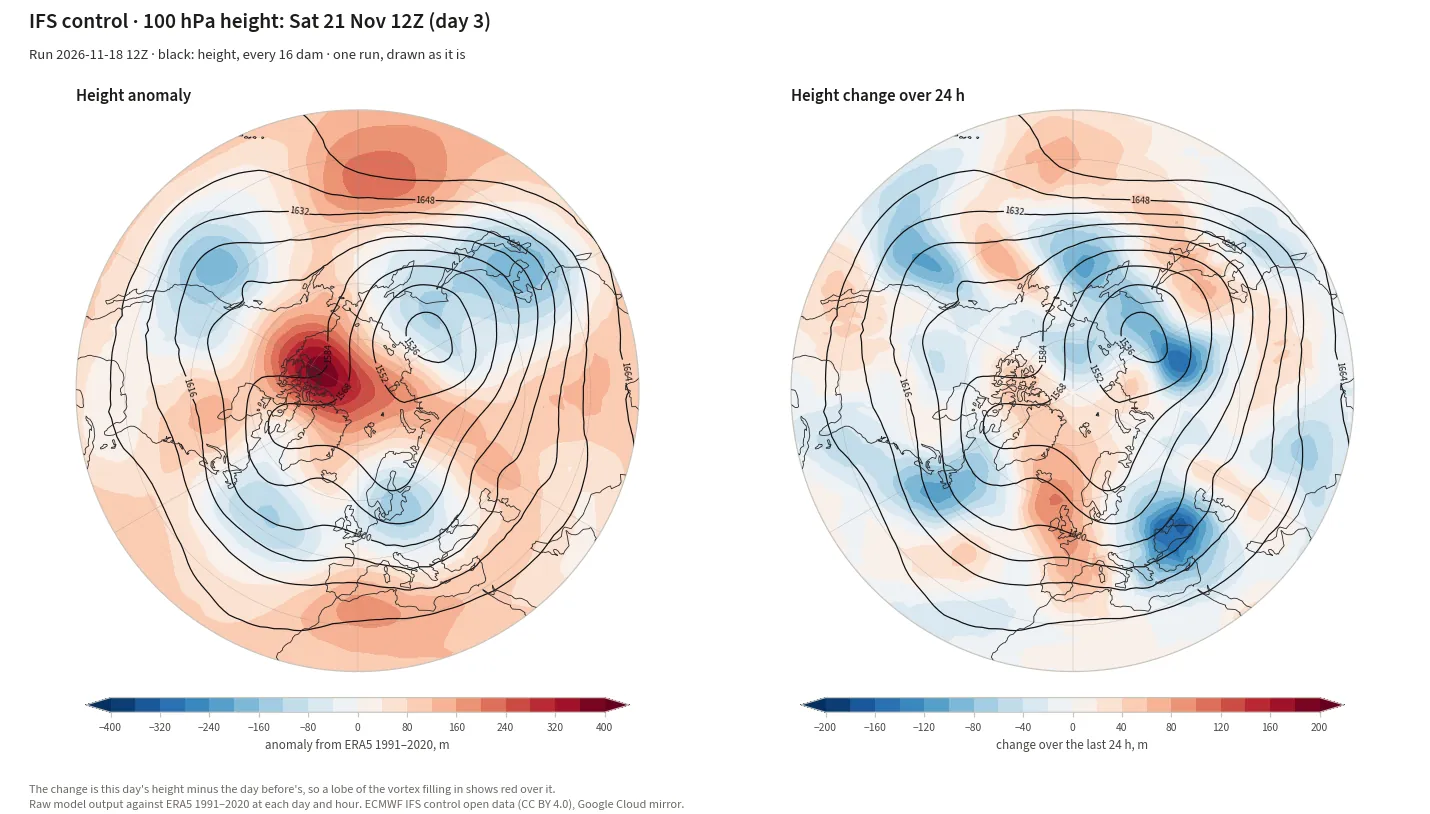 IFS control · 100 hPa height: Sat 21 Nov 12Z (day 3)
Run 2026-11-18 12Z · black: height, every 16 dam · one run, drawn as it is
Height anomaly
Height change over 24 h
1648
1632
1584
1536
1552
1568
1616
1664
1600
1648
1632
1584
1536
1552
1568
1616
1664
1600
−400 −320 −240 −160 −80 0 80 160 240 320 400
anomaly from ERA5 1991–2020, m
−200 −160 −120 −80 −40 0 40 80 120 160 200
change over the last 24 h, m
The change is this day's height minus the day before's, so a lobe of the vortex filling in shows red over it.
Raw model output against ERA5 1991–2020 at each day and hour. ECMWF IFS control open data (CC BY 4.0), Google Cloud mirror.